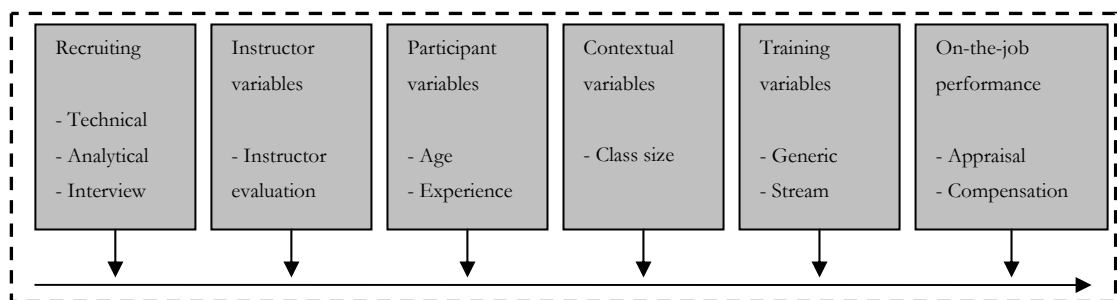 Recruiting
- Technical
- Analytical
- Interview
Instructor
variables
- Instructor
evaluation
Participant
variables
- Age
- Experience
Contextual
variables
- Class size
Training
variables
- Generic
- Stream
On-the-job
performance
- Appraisal
- Compensation